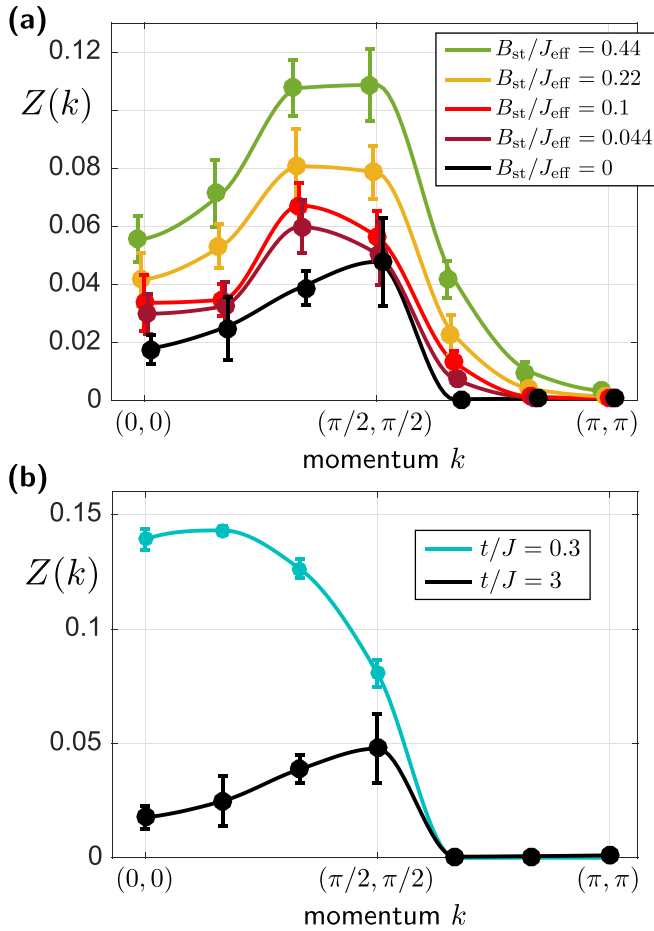 (a)
0.12
Z(k)
0.08
0.06
0.04
0.02
0
B_st/J_eff = 0.44
B_st/J_eff = 0.22
B_st/J_eff = 0.1
B_st/J_eff = 0.044
B_st/J_eff = 0
(0, 0) (π/2, π/2) (π, π)
momentum k
(b)
0.15
Z(k)
0.1
0.05
0
t/J = 0.3
t/J = 3
(0, 0) (π/2, π/2) (π, π)
momentum k